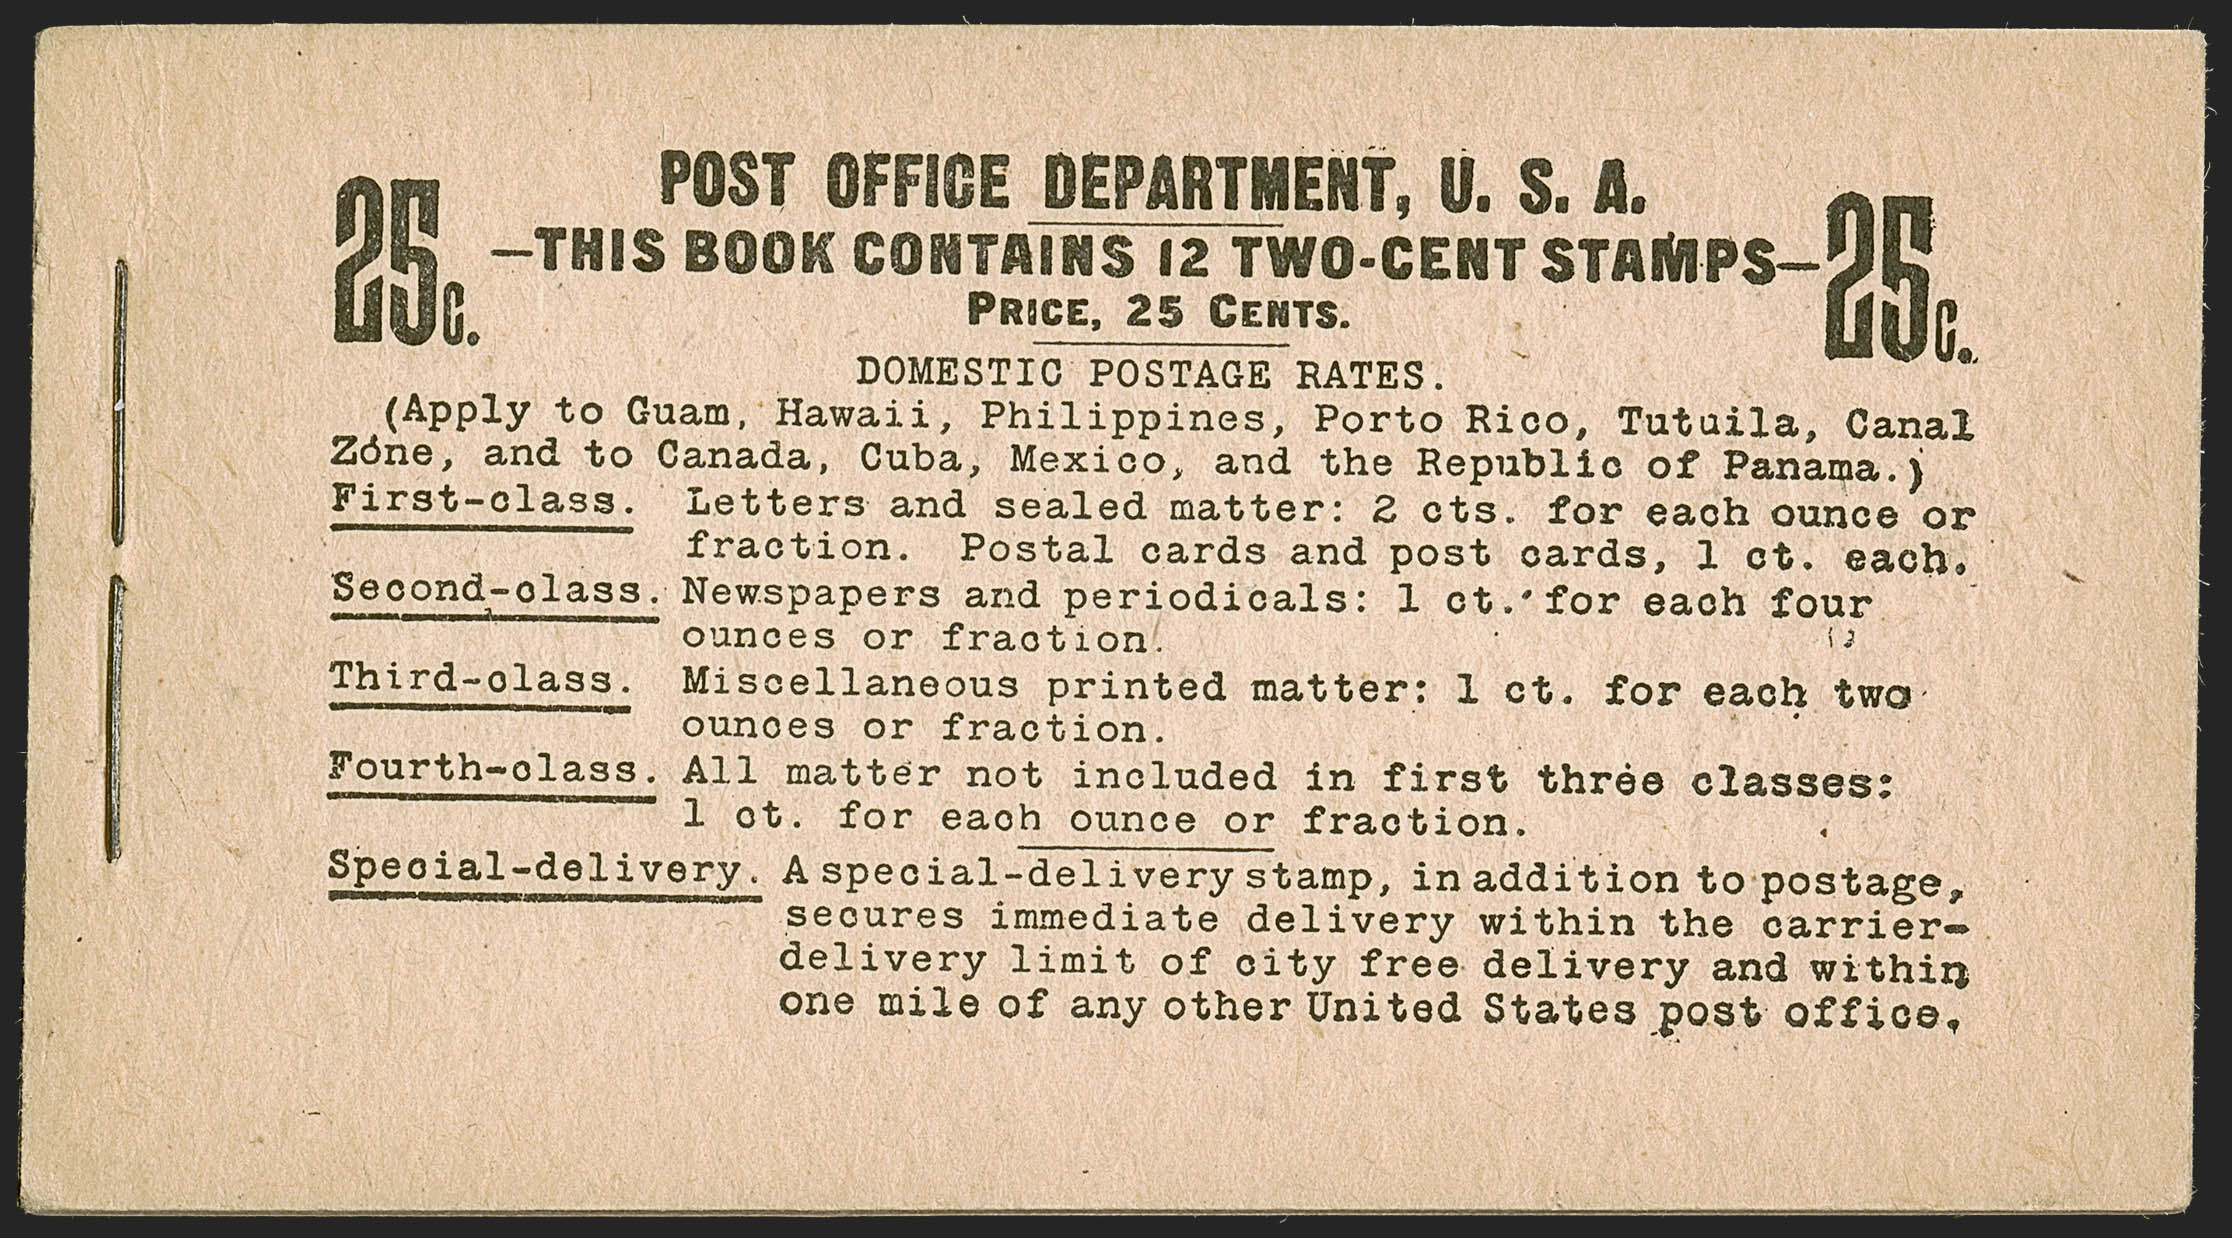 POST OFFICE DEPARTMENT, U. S. A.
25c. —THIS BOOK CONTAINS 12 TWO-CENT STAMPS— 25c.
PRICE, 25 CENTS.
DOMESTIC POSTAGE RATES.
(Apply to Guam, Hawaii, Philippines, Porto Rico, Tutuila, Canal
Zone, and to Canada, Cuba, Mexico, and the Republic of Panama.)
First-class. Letters and sealed matter: 2 cts. for each ounce or
fraction. Postal cards and post cards, 1 ct. each.
Second-class. Newspapers and periodicals: 1 ct. for each four
ounces or fraction.
Third-class. Miscellaneous printed matter: 1 ct. for each two
ounces or fraction.
Fourth-class. All matter not included in first three classes:
1 ct. for each ounce or fraction.
Special-delivery. A special-delivery stamp, in addition to postage,
secures immediate delivery within the carrier-
delivery limit of city free delivery and within
one mile of any other United States post office.